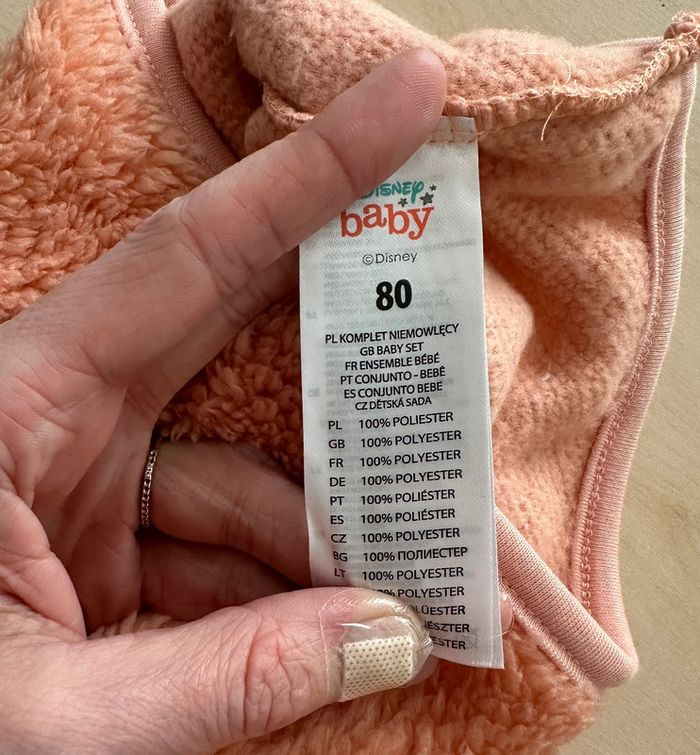 DISNEY
baby
©Disney
80
PL KOMPLET NIEMOWLĘCY
GB BABY SET
FR ENSEMBLE BÉBÉ
PT CONJUNTO - BEBÊ
ES CONJUNTO BEBE
CZ DĚTSKÁ SADA
PL 100% POLIESTER
GB 100% POLYESTER
FR 100% POLYESTER
DE 100% POLYESTER
PT 100% POLIÉSTER
ES 100% POLIÉSTER
CZ 100% POLYESTER
BG 100% ПОЛИЕСТЕР
LT 100% POLYESTER
POLYESTER